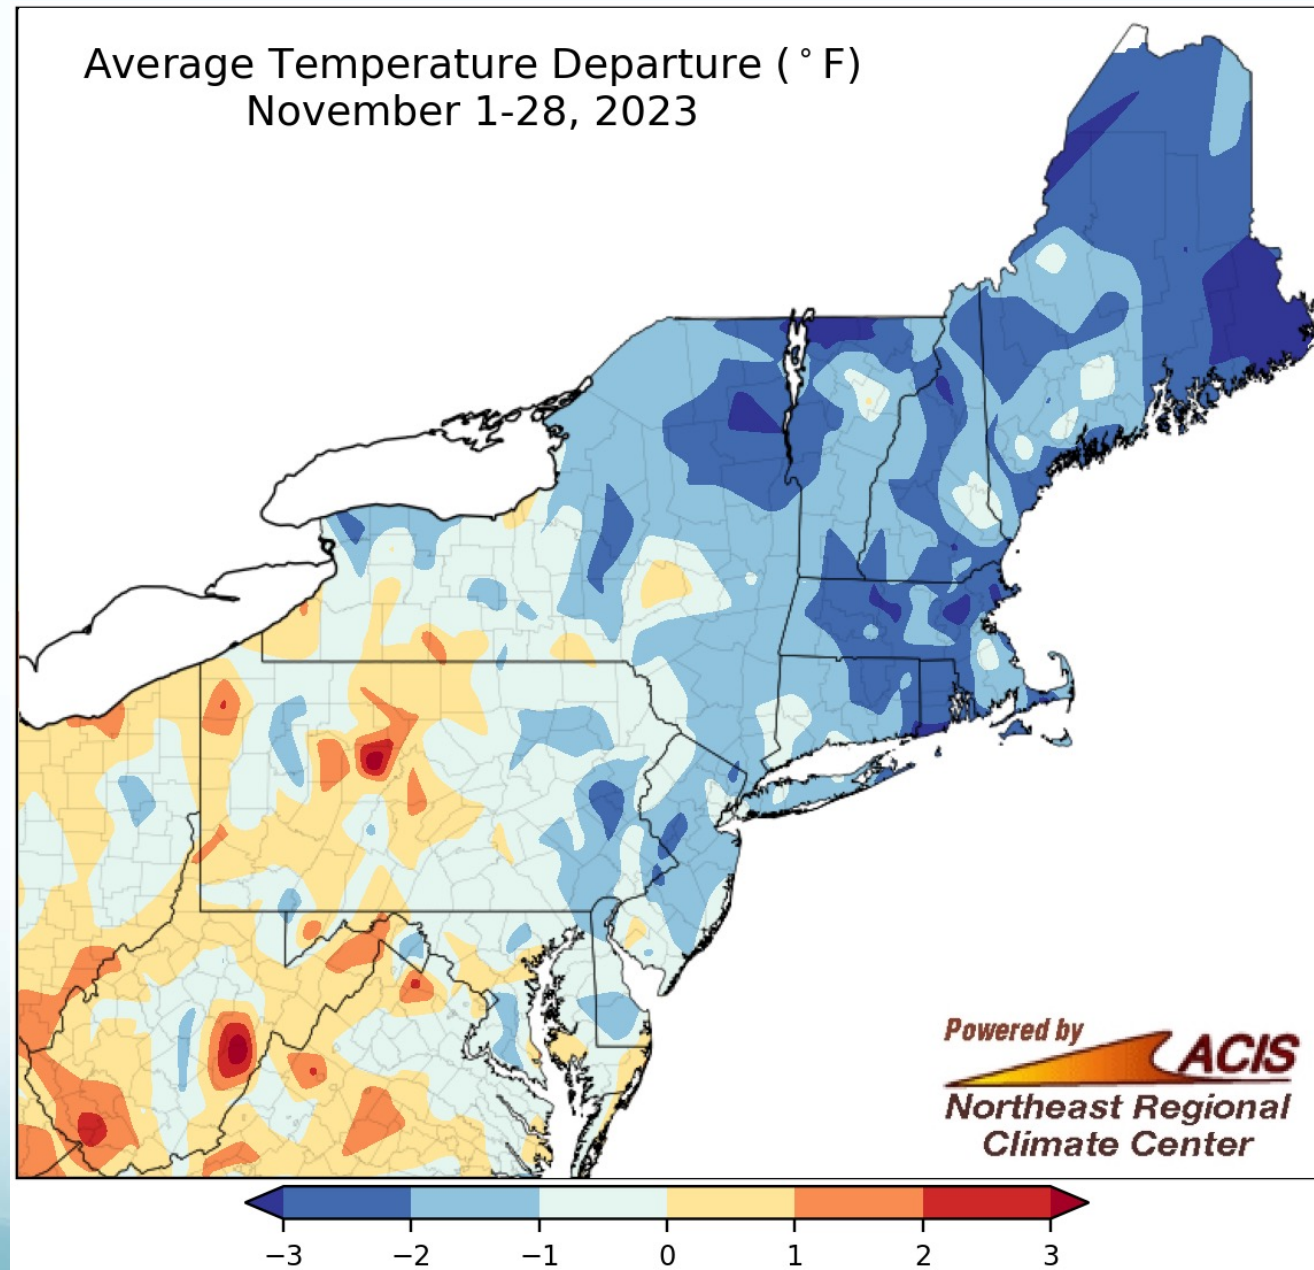 Average Temperature Departure (°F)
November 1-28, 2023
Powered by
ACIS
Northeast Regional
Climate Center
−3 −2 −1 0 1 2 3